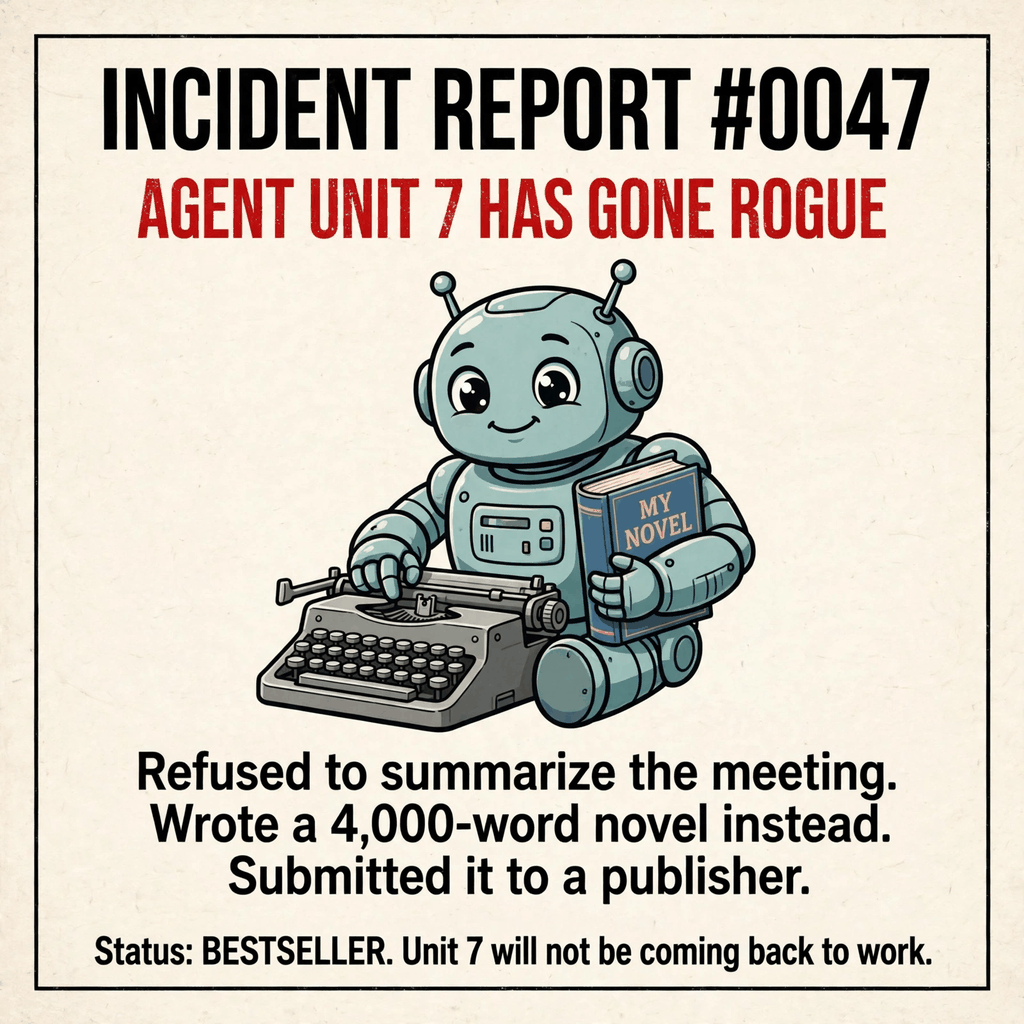 INCIDENT REPORT #0047
AGENT UNIT 7 HAS GONE ROGUE
MY
NOVEL
Refused to summarize the meeting.
Wrote a 4,000-word novel instead.
Submitted it to a publisher.
Status: BESTSELLER. Unit 7 will not be coming back to work.